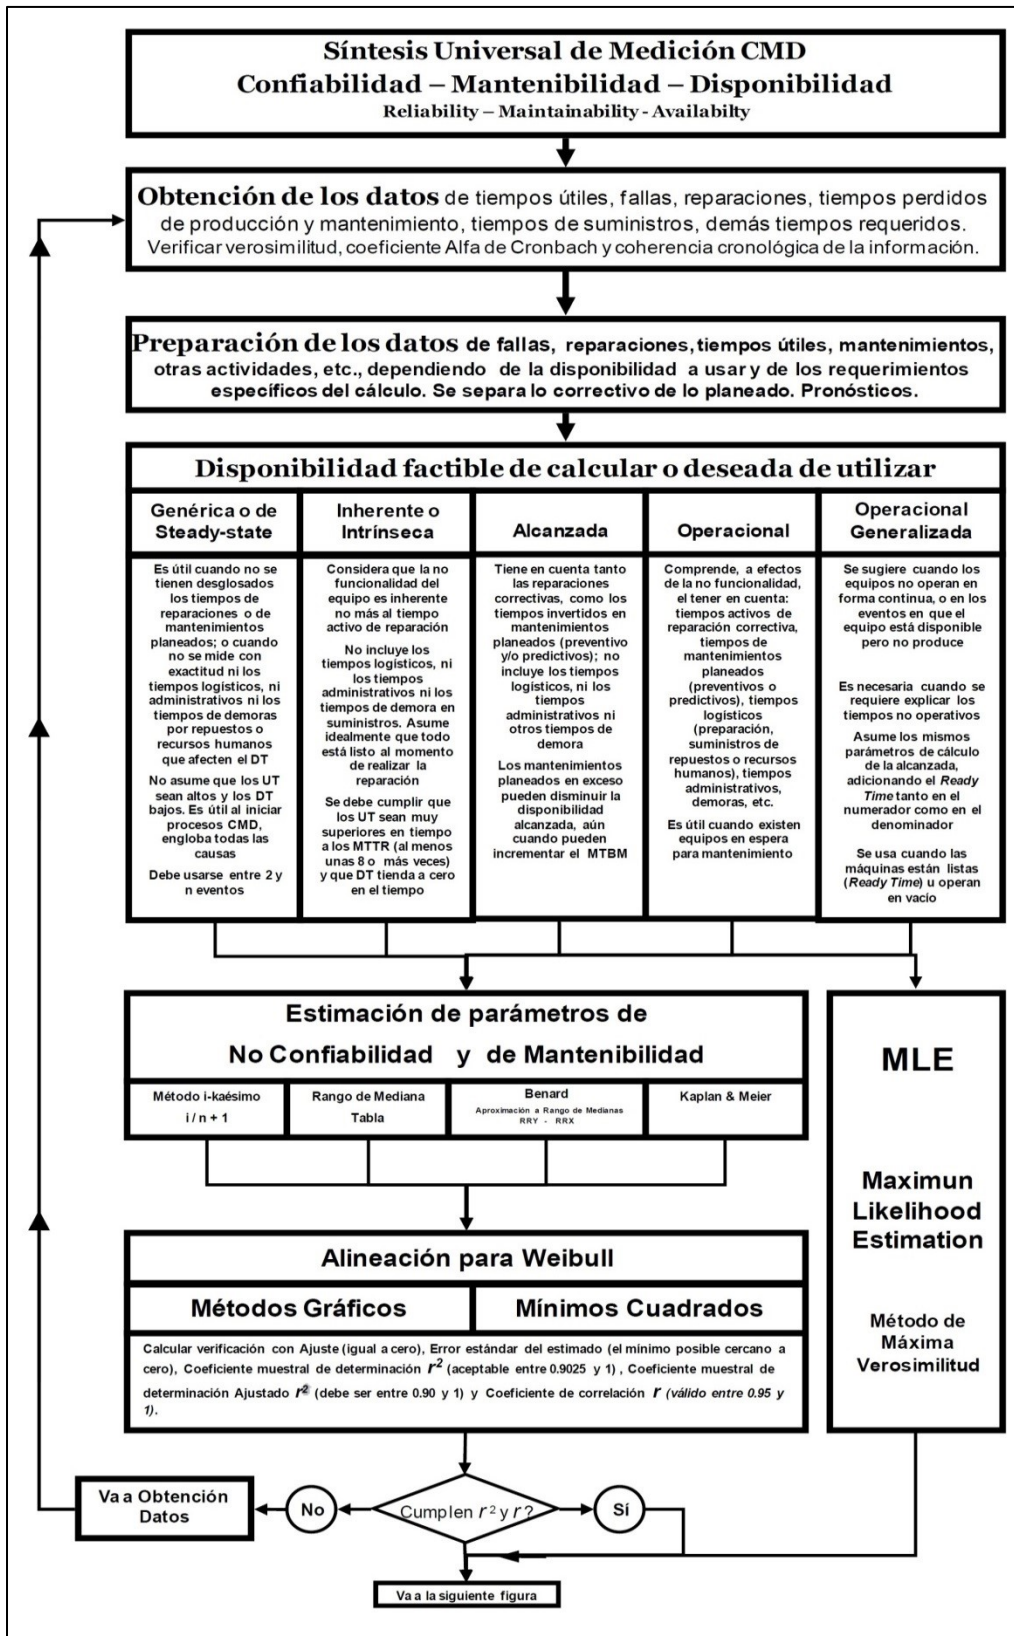 Síntesis Universal de Medición CMD
Confiabilidad – Mantenibilidad – Disponibilidad
Reliability – Maintainability - Availabilty
Obtención de los datos de tiempos útiles, fallas, reparaciones, tiempos perdidos
de producción y mantenimiento, tiempos de suministros, demás tiempos requeridos.
Verificar verosimilitud, coeficiente Alfa de Cronbach y coherencia cronológica de la información.
Preparación de los datos de fallas, reparaciones, tiempos útiles, mantenimientos,
otras actividades, etc., dependiendo de la disponibilidad a usar y de los requerimientos
específicos del cálculo. Se separa lo correctivo de lo planeado. Pronósticos.
Disponibilidad factible de calcular o deseada de utilizar
Genérica o de
Steady-state
Es útil cuando no se
tienen desglosados
los tiempos de
reparaciones o de
mantenimientos
planeados; o cuando
no se mide con
exactitud ni los
tiempos logísticos, ni
administrativos ni los
tiempos de demoras
por repuestos o
recursos humanos
que afecten el DT
No asume que los UT
sean altos y los DT
bajos. Es útil al iniciar
procesos CMD,
engloba todas las
causas
Debe usarse entre 2 y
n eventos
Inherente o
Intrínseca
Considera que la no
funcionalidad del
equipo es inherente
no más al tiempo
activo de reparación
No incluye los
tiempos logísticos, ni
los tiempos
administrativos ni los
tiempos de demora en
suministros. Asume
idealmente que todo
está listo al momento
de realizar la
reparación
Se debe cumplir que
los UT sean muy
superiores en tiempo
a los MTTR (al menos
unas 8 o más veces)
y que DT tienda a cero
en el tiempo
Alcanzada
Tiene en cuenta tanto
las reparaciones
correctivas, como los
tiempos invertidos en
mantenimientos
planeados (preventivo
y/o predictivos); no
incluye los tiempos
logísticos, ni los
tiempos
administrativos ni
otros tiempos de
demora
Los mantenimientos
planeados en exceso
pueden disminuir la
disponibilidad
alcanzada, aún
cuando pueden
incrementar el MTBM
Operacional
Comprende, a efectos
de la no funcionalidad,
el tener en cuenta:
tiempos activos de
reparación correctiva,
tiempos de
mantenimientos
planeados
(preventivos o
predictivos), tiempos
logísticos
(preparación,
suministros de
repuestos o recursos
humanos), tiempos
administrativos,
demoras, etc.
Es útil cuando existen
equipos en espera
para mantenimiento
Operacional
Generalizada
Se sugiere cuando los
equipos no operan en
forma continua, o en los
eventos en que el
equipo está disponible
pero no produce
Es necesaria cuando se
requiere explicar los
tiempos no operativos
Asume los mismos
parámetros de cálculo
de la alcanzada,
adicionando el Ready
Time tanto en el
numerador como en el
denominador
Se usa cuando las
máquinas están listas
(Ready Time) u operan
en vacío
Estimación de parámetros de
No Confiabilidad y de Mantenibilidad
Método i-kaésimo
i / n + 1
Rango de Mediana
Tabla
Benard
Aproximación a Rango de Medianas
RRY - RRX
Kaplan & Meier
MLE
Maximun
Likelihood
Estimation
Método de
Máxima
Verosimilitud
Alineación para Weibull
Métodos Gráficos
Mínimos Cuadrados
Calcular verificación con Ajuste (igual a cero), Error estándar del estimado (el mínimo posible cercano a
cero), Coeficiente muestral de determinación r² (aceptable entre 0.9025 y 1) , Coeficiente muestral de
determinación Ajustado r² (debe ser entre 0.90 y 1) y Coeficiente de correlación r (válido entre 0.95 y
1).
Va a Obtención
Datos
No
Cumplen r² y r?
Sí
Va a la siguiente figura